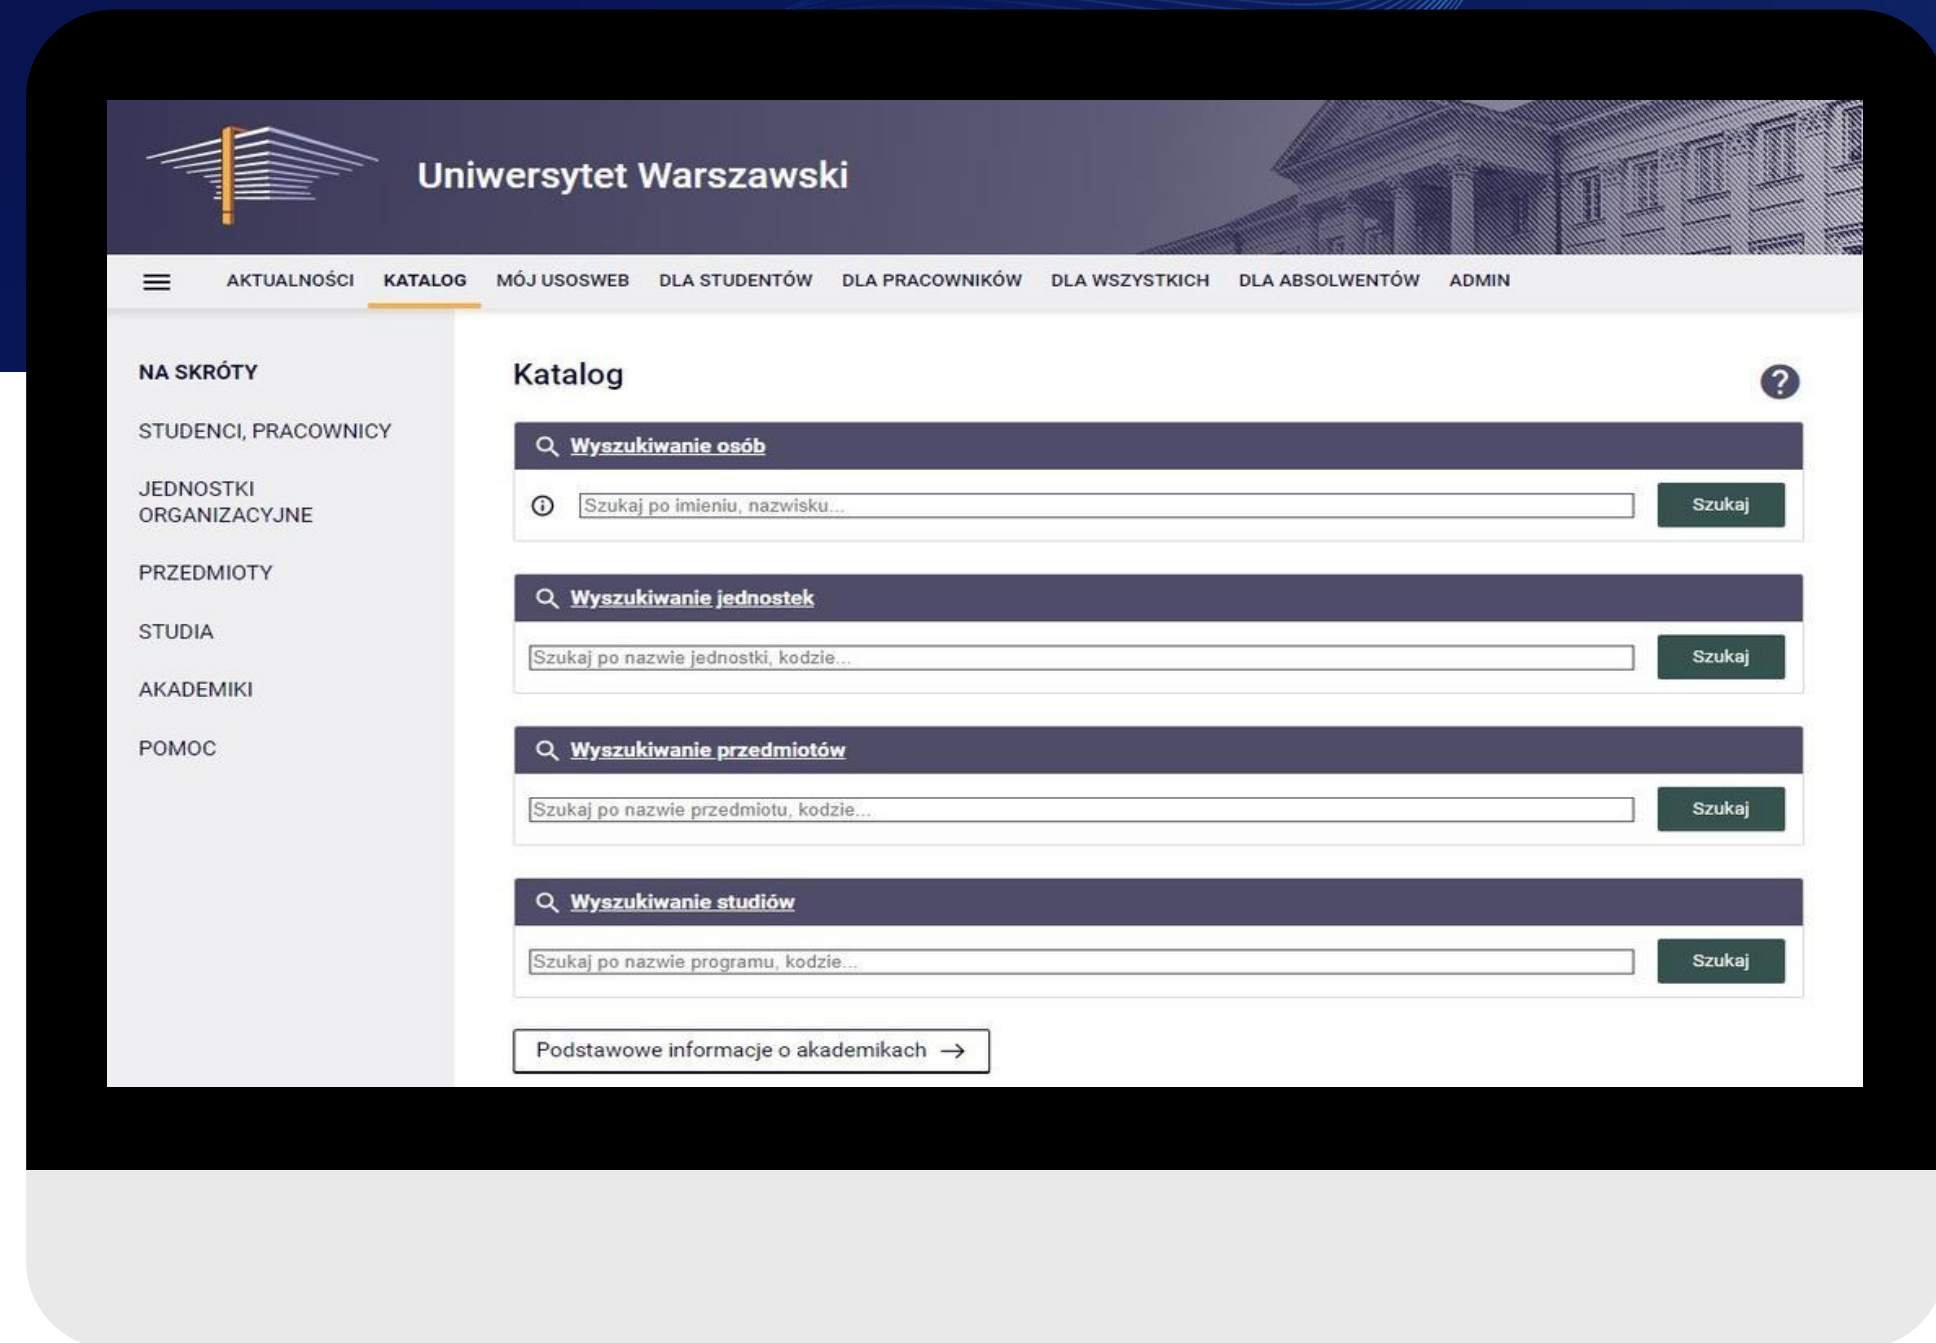 Uniwersytet Warszawski
AKTUALNOŚCI KATALOG MÓJ USOSWEB DLA STUDENTÓW DLA PRACOWNIKÓW DLA WSZYSTKICH DLA ABSOLWENTÓW ADMIN
NA SKRÓTY
STUDENCI, PRACOWNICY
JEDNOSTKI
ORGANIZACYJNE
PRZEDMIOTY
STUDIA
AKADEMIKI
POMOC
Katalog
?
Wyszukiwanie osób
Szukaj po imieniu, nazwisku... Szukaj
Wyszukiwanie jednostek
Szukaj po nazwie jednostki, kodzie... Szukaj
Wyszukiwanie przedmiotów
Szukaj po nazwie przedmiotu, kodzie... Szukaj
Wyszukiwanie studiów
Szukaj po nazwie programu, kodzie... Szukaj
Podstawowe informacje o akademikach →